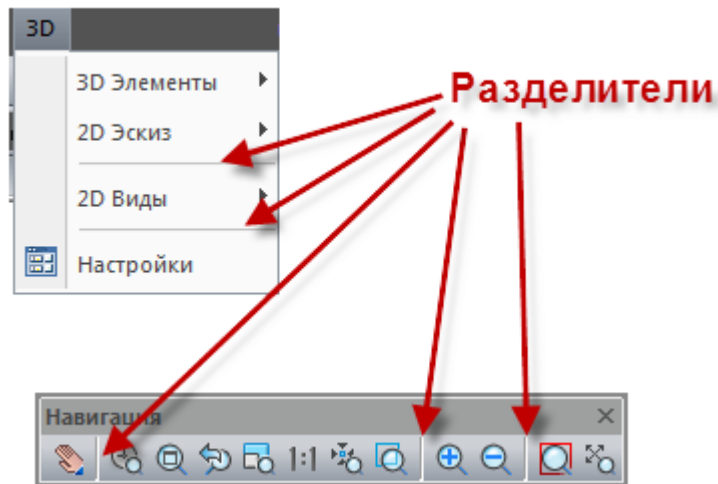 3D
3D Элементы
2D Эскиз
2D Виды
Настройки
Разделители
Навигация
1:1